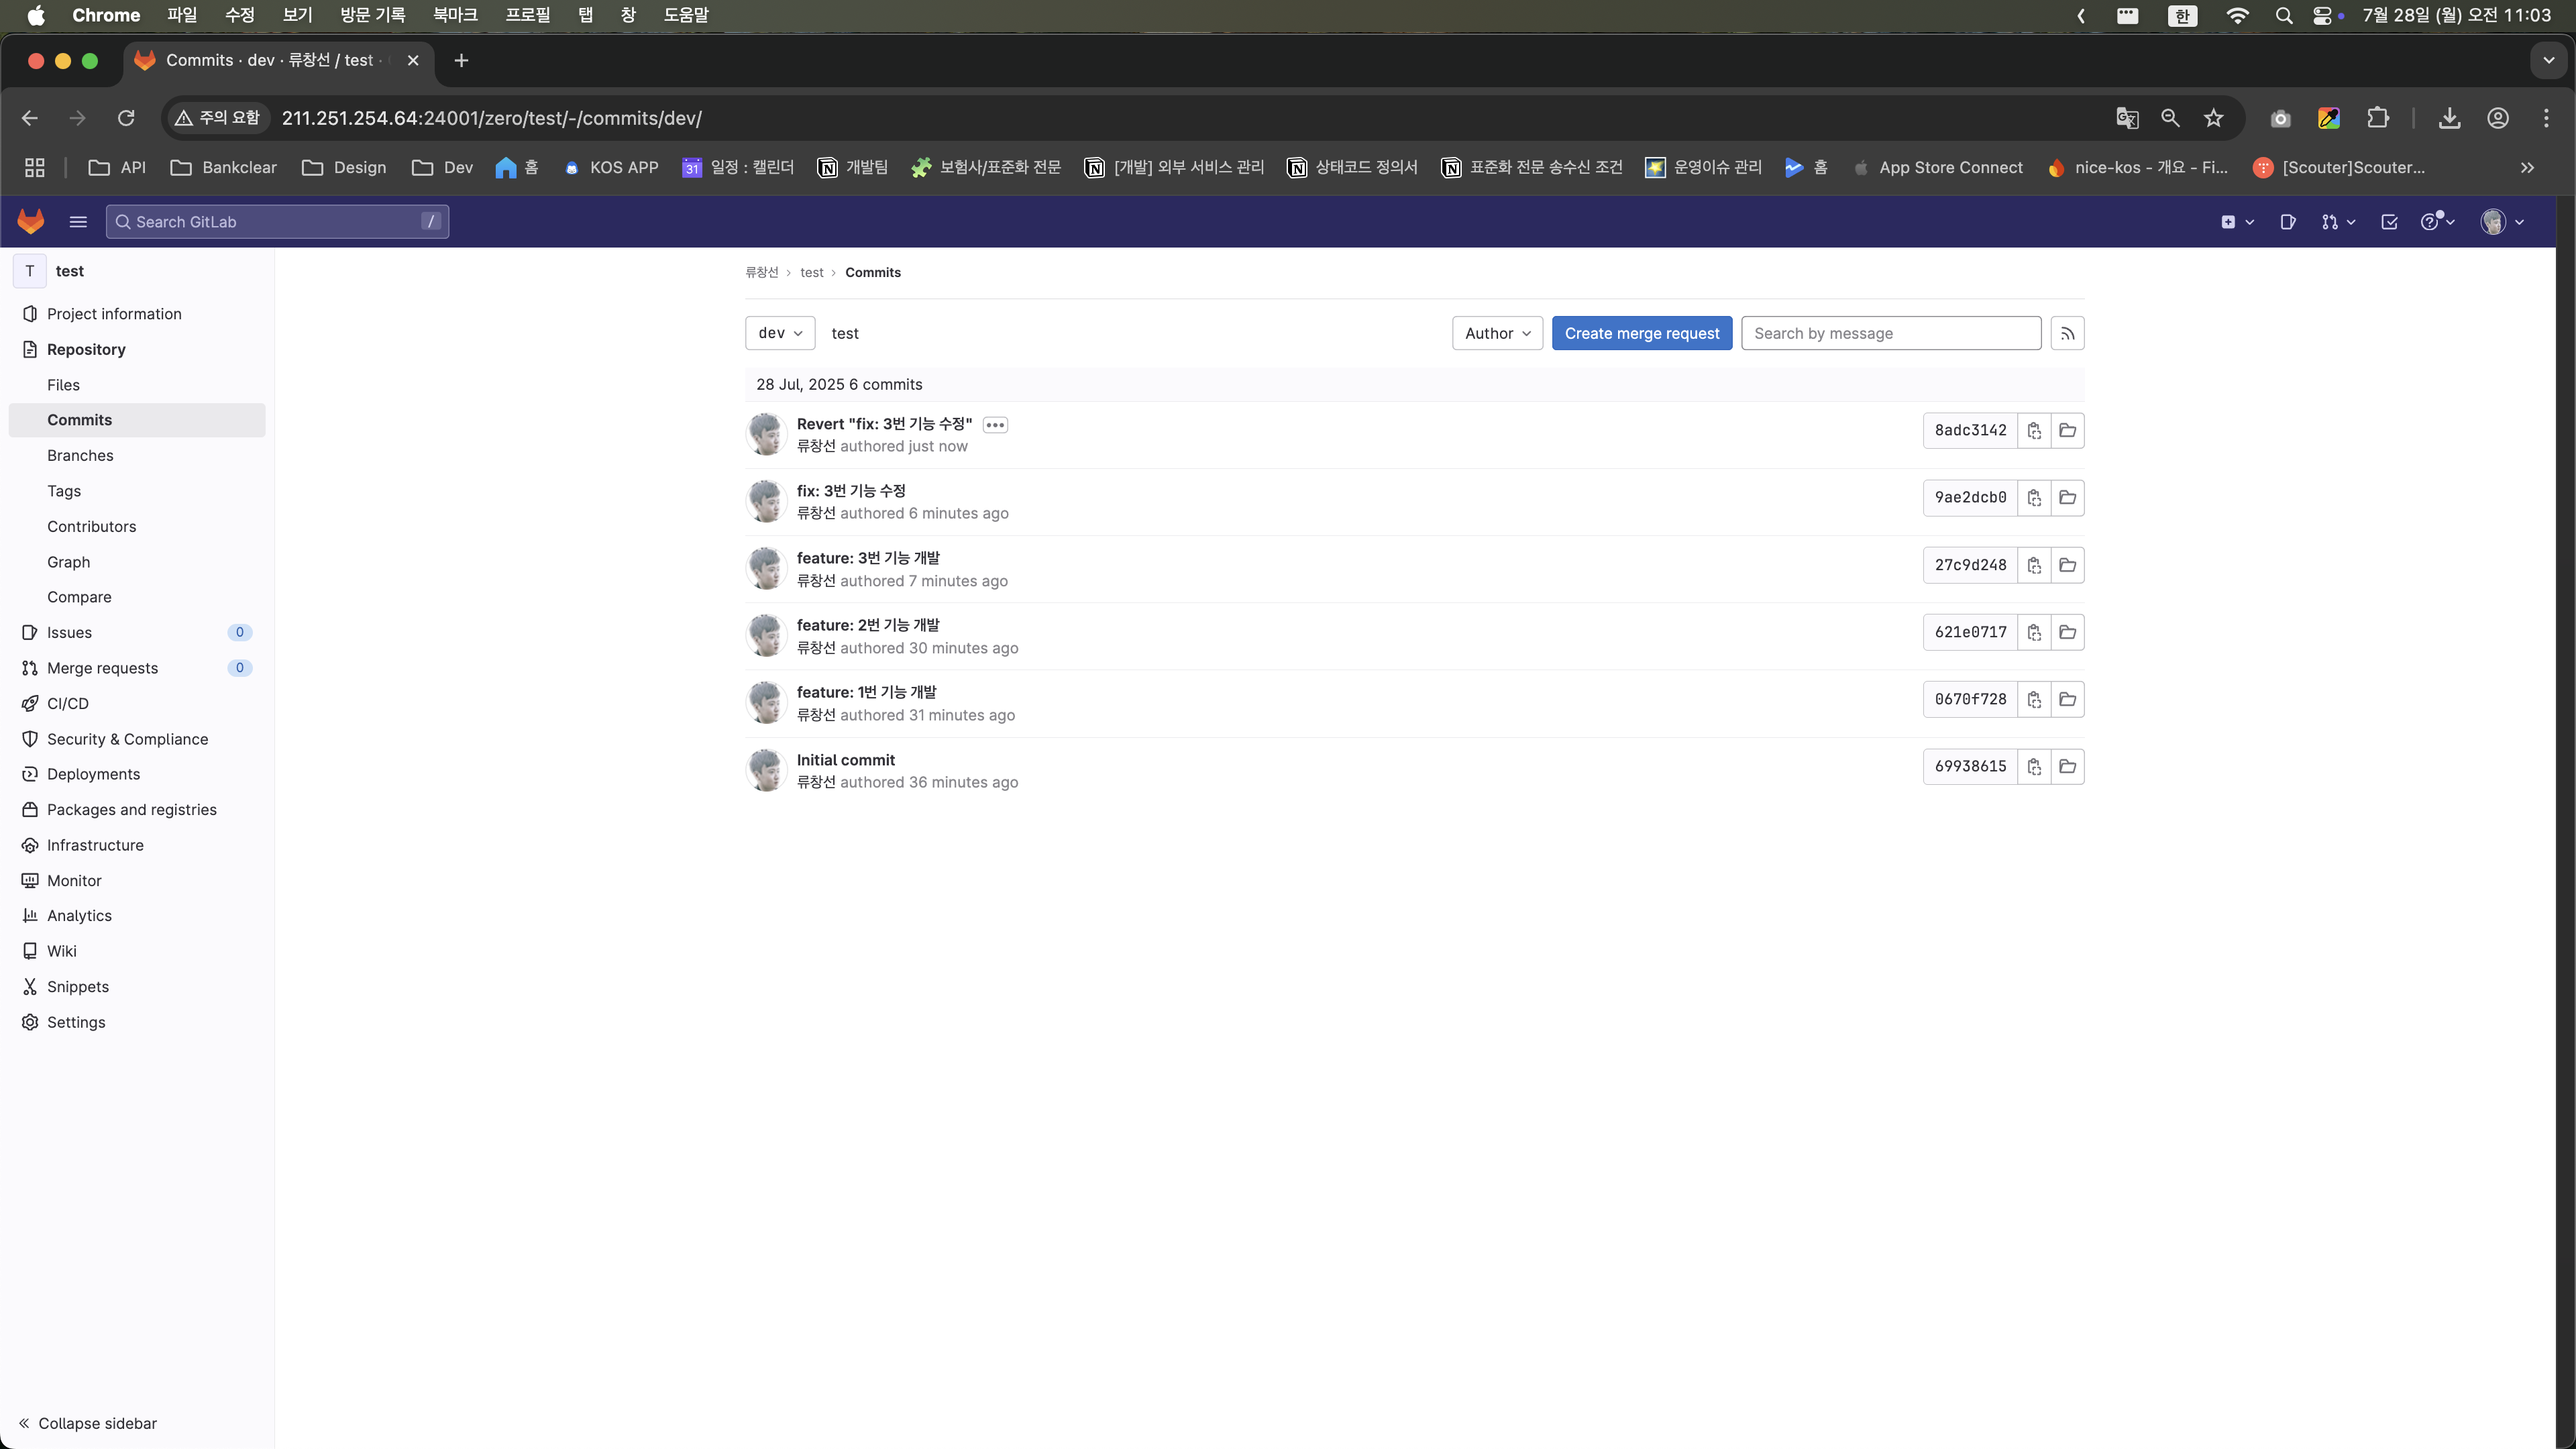 Chrome 파일 수정 보기 방문 기록 북마크 프로필 탭 창 도움말 한 7월 28일 (월) 오전 11:03
Commits · dev · 류창선 / test ·
주의 요함 211.251.254.64:24001/zero/test/-/commits/dev/
API Bankclear Design Dev 홈 KOS APP 31 일정 : 캘린더 개발팀 보험사/표준화 전문 [개발] 외부 서비스 관리 상태코드 정의서 표준화 전문 송수신 조건 운영이슈 관리 홈 App Store Connect nice-kos - 개요 - Fi... [Scouter]Scouter...
Search GitLab /
T test
Project information
Repository
Files
Commits
Branches
Tags
Contributors
Graph
Compare
Issues 0
Merge requests 0
CI/CD
Security & Compliance
Deployments
Packages and registries
Infrastructure
Monitor
Analytics
Wiki
Snippets
Settings
Collapse sidebar
류창선 › test › Commits
dev test Author Create merge request Search by message
28 Jul, 2025 6 commits
Revert "fix: 3번 기능 수정"
류창선 authored just now
8adc3142
fix: 3번 기능 수정
류창선 authored 6 minutes ago
9ae2dcb0
feature: 3번 기능 개발
류창선 authored 7 minutes ago
27c9d248
feature: 2번 기능 개발
류창선 authored 30 minutes ago
621e0717
feature: 1번 기능 개발
류창선 authored 31 minutes ago
0670f728
Initial commit
류창선 authored 36 minutes ago
69938615